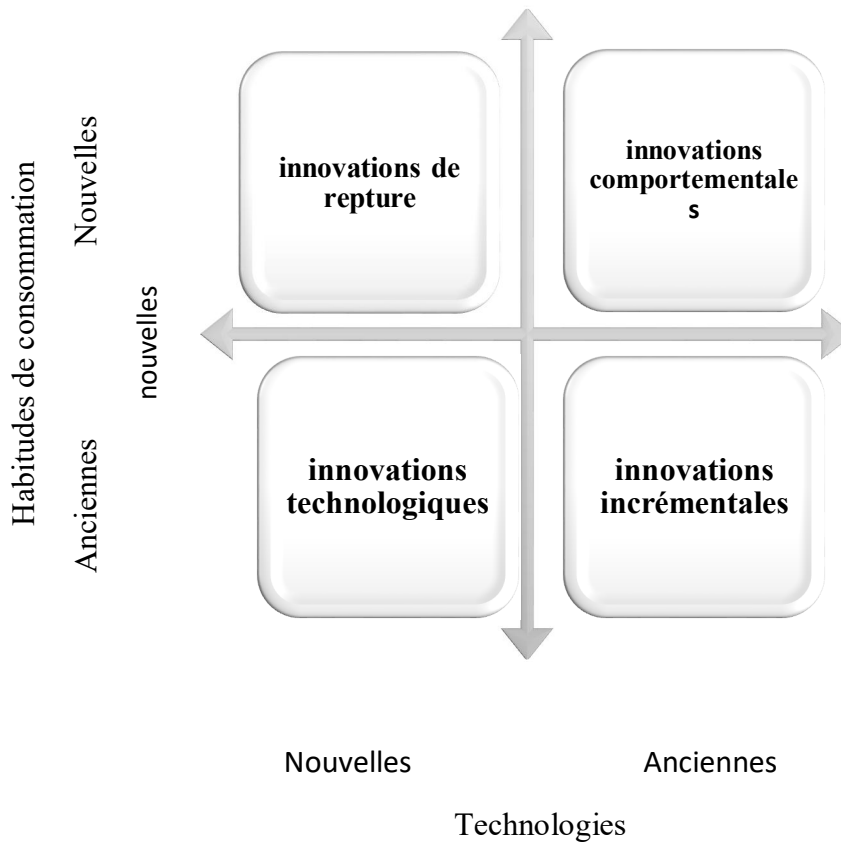 Habitudes de consommation
Nouvelles
Anciennes
nouvelles
innovations de
repture
innovations
comportementale
s
innovations
technologiques
innovations
incrémentales
Nouvelles
Anciennes
Technologies